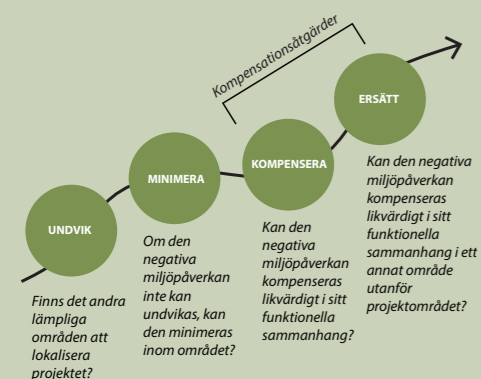 Kompensationsåtgärder
UNDVIK
Finns det andra
lämpliga
områden att
lokalisera
projektet?
MINIMERA
Om den
negativa
miljöpåverkan
inte kan
undvikas, kan
den minimeras
inom området?
KOMPENSERA
Kan den
negativa
miljöpåverkan
kompenseras
likvärdigt i sitt
funktionella
sammanhang?
ERSÄTT
Kan den negativa
miljöpåverkan
kompenseras
likvärdigt i sitt
funktionella
sammanhang i ett
annat område
utanför
projektområdet?